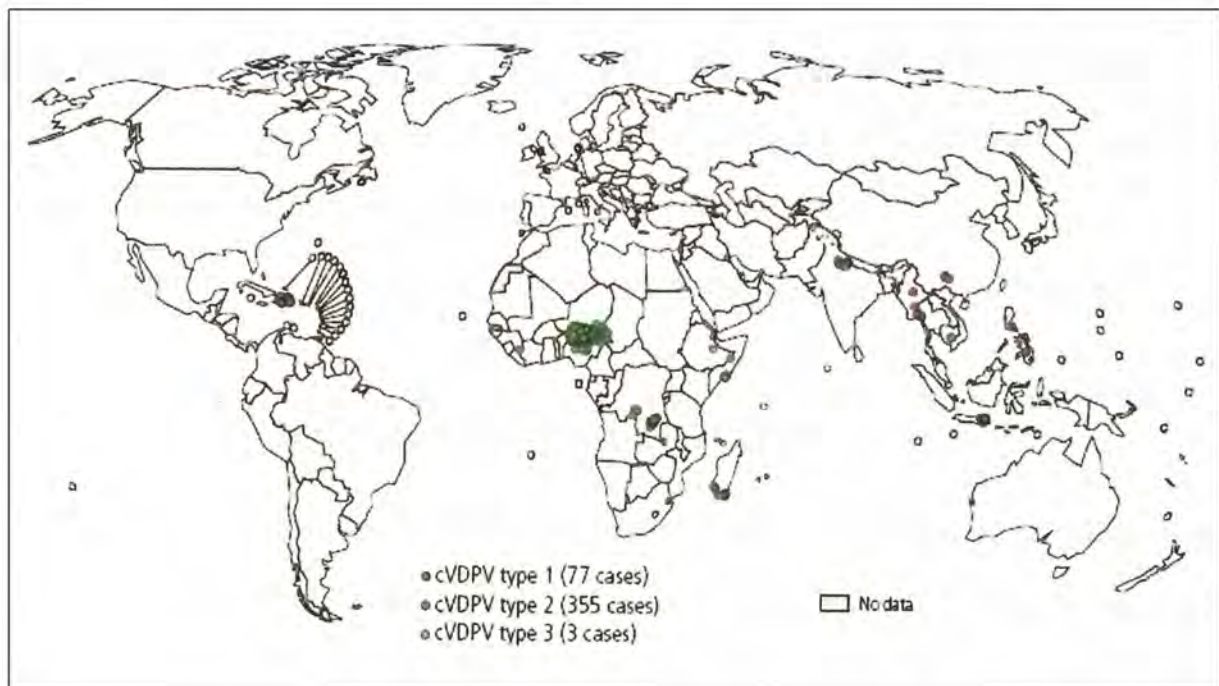 cVDPV type 1 (77 cases)
cVDPV type 2 (355 cases)
cVDPV type 3 (3 cases)
No data